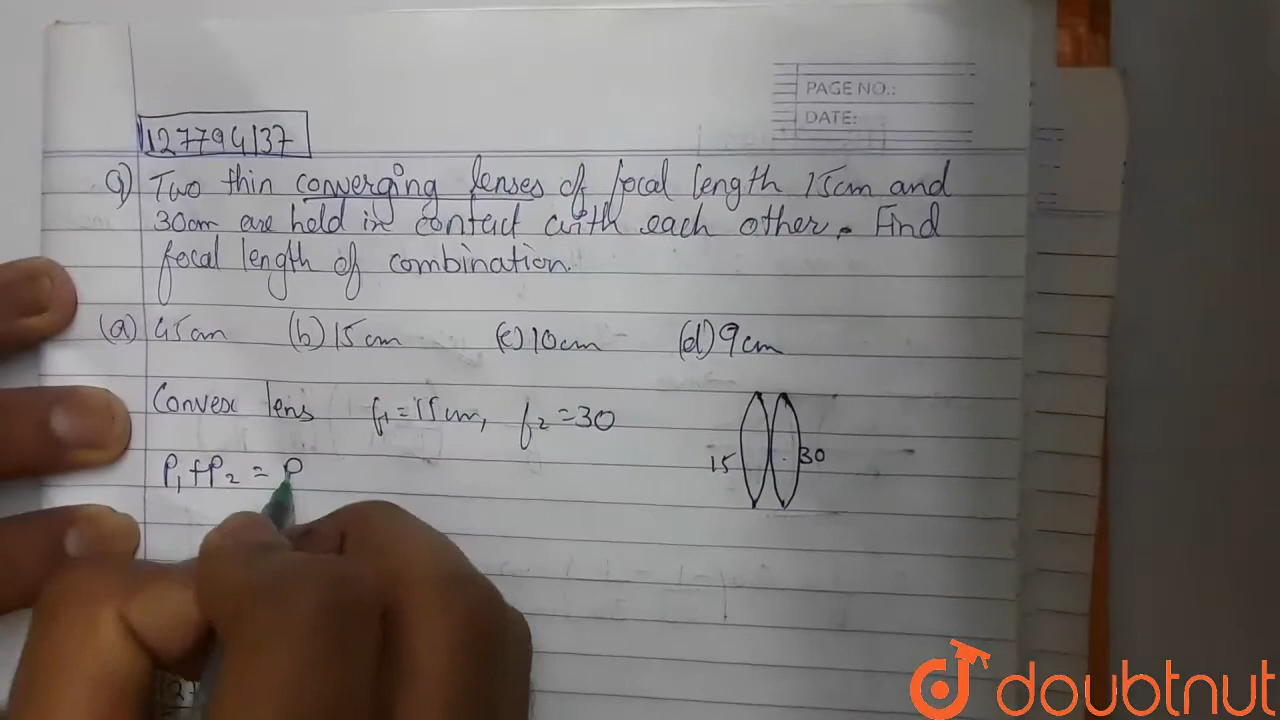 PAGE NO.:
DATE:
127794137
Q) Two thin converging lenses of focal length 15cm and
30cm are held in contact with each other. Find
focal length of combination.
(a) 45cm (b) 15cm (c) 10cm (d) 9cm
Convex lens f1 = 15cm, f2 = 30
15 30
P1+P2 = P
doubtnut